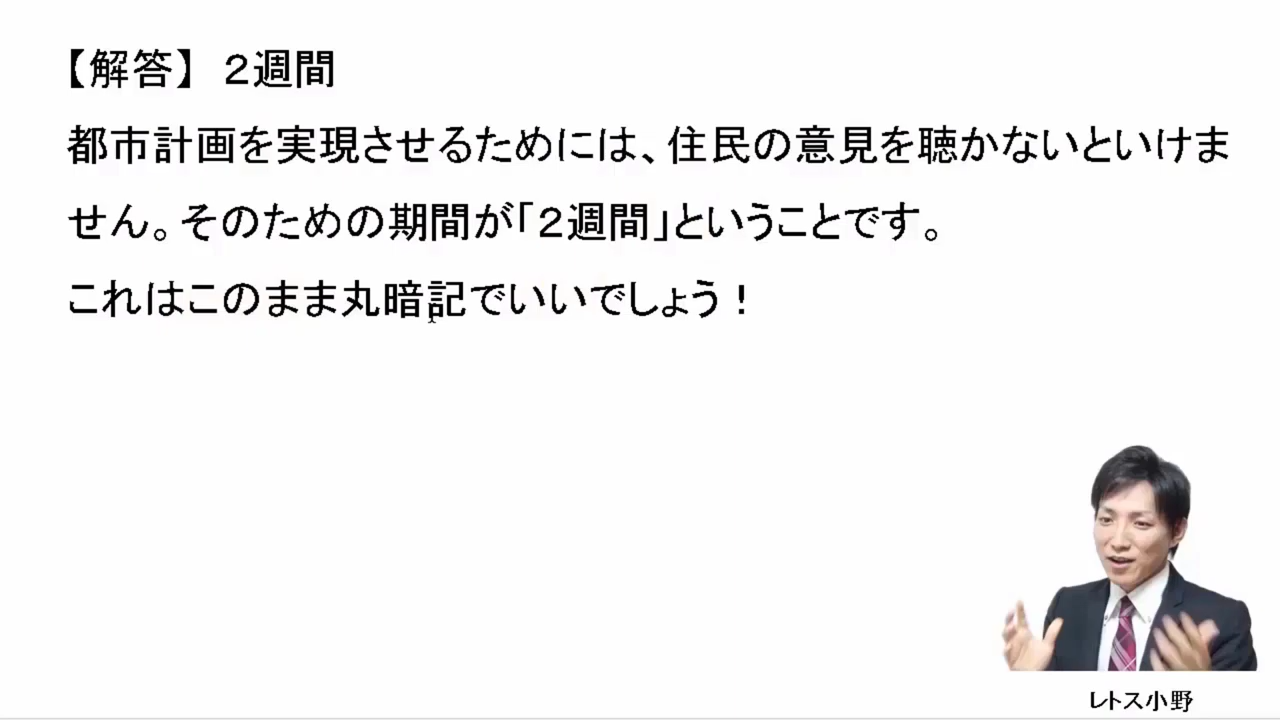 【解答】 2週間
都市計画を実現させるためには、住民の意見を聴かないといけま
せん。そのための期間が「2週間」ということです。
これはこのまま丸暗記でいいでしょう！
レトス小野